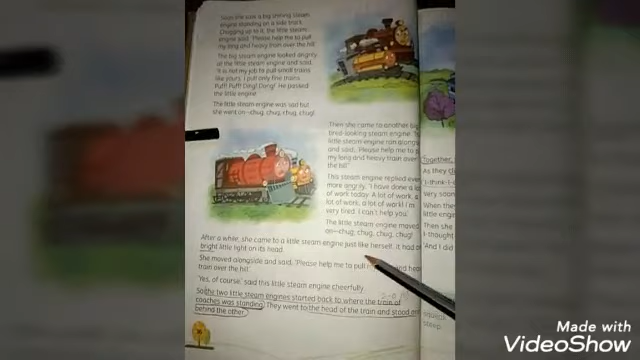 Soon she saw a big shining steam
engine standing on a side track.
Chugging up to it, the little steam
engine said, 'Please help me to pull
my long and heavy train over the hill.'
The big steam engine looked angrily
at the little steam engine and said,
'It is not my job to pull small trains
like yours. I pull only fine trains.
Puff! Puff! Ding! Dong!' He passed
the little engine.
The little steam engine was sad but
she went on—chug, chug, chug, chug!
Then she came to another big
tired-looking steam engine.
little steam engine ran along
and said, 'Please help me to
my long and heavy train over
the hill.'
This steam engine replied even
more angrily, 'I have done a lo
of work today. A lot of work, a
lot of work, a lot of work! I'm
very tired. I can't help you.'
The little steam engine moved
on—chug, chug, chug, chug!
After a while, she came to a little steam engine just like herself. It had a
bright little light on its head.
She moved alongside and said, 'Please help me to pull and hea
train over the hill.'
'Yes, of course,' said this little steam engine cheerfully.
So the two little steam engines started back to where the train of
coaches was standing. They went to the head of the train and stood one
behind the other.
Together,
As they
I-think-I
very soon
When the
little engin
Then she
I thought
'And I did
steep.
Made with
VideoShow